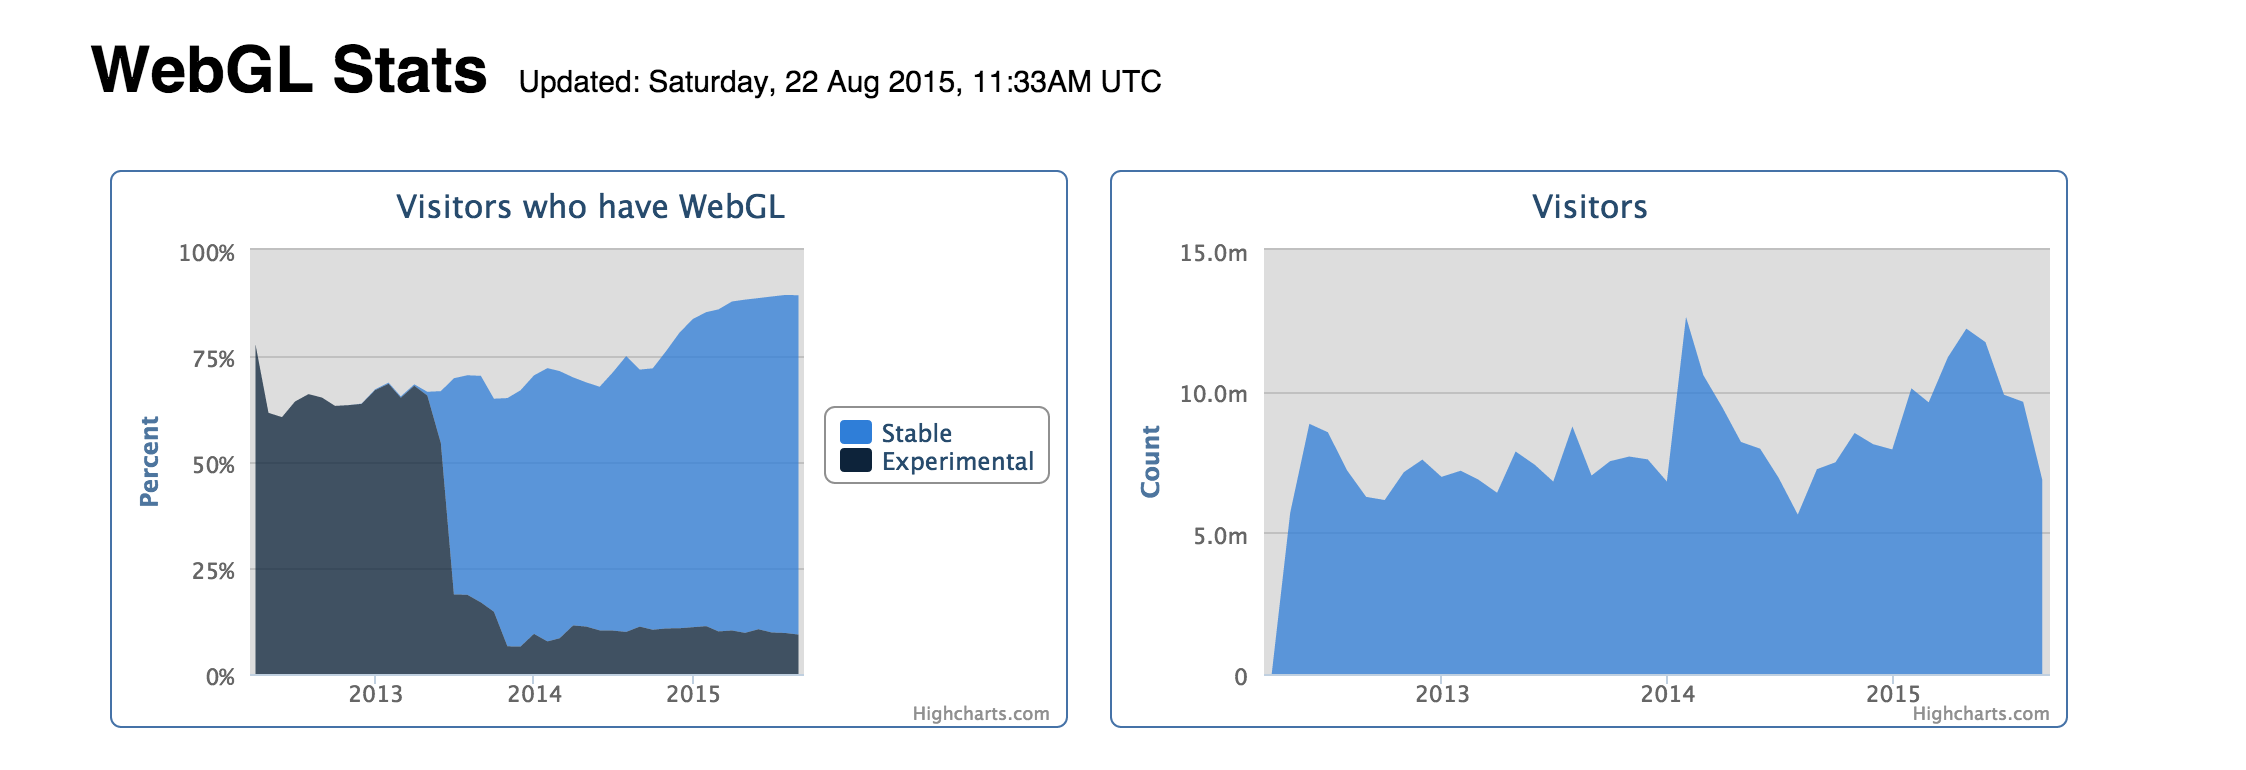 WebGL Stats Updated: Saturday, 22 Aug 2015, 11:33AM UTC
Visitors who have WebGL
Percent
100%
75%
50%
25%
0%
2013 2014 2015
Stable
Experimental
Highcharts.com
Visitors
Count
15.0m
10.0m
5.0m
0
2013 2014 2015
Highcharts.com